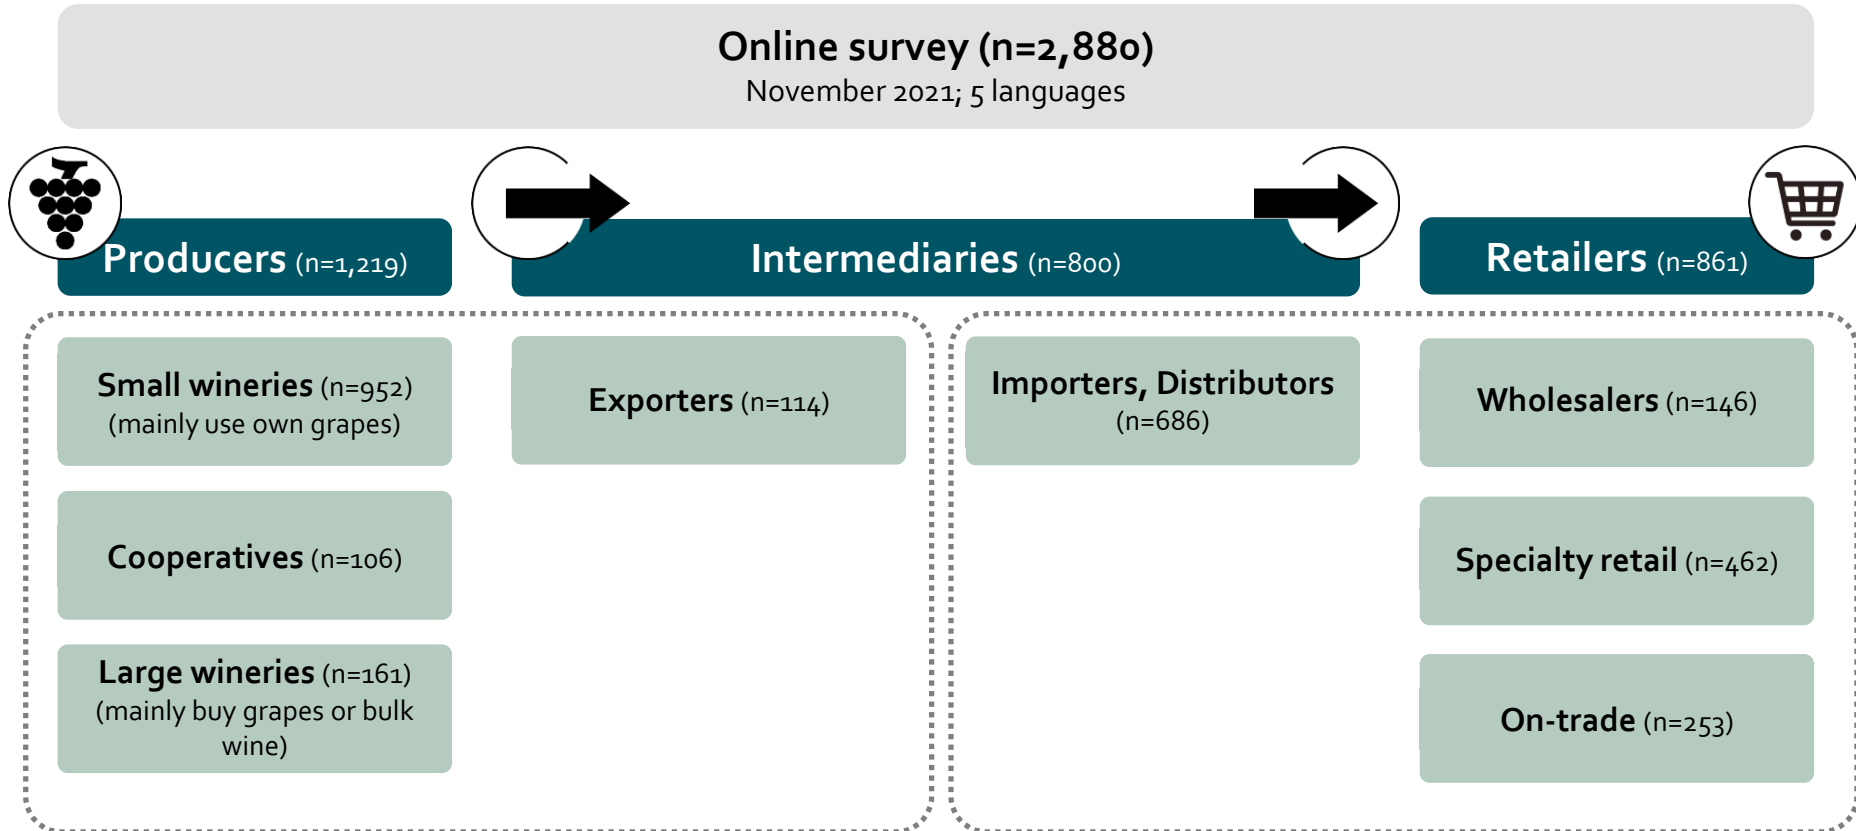 Online survey (n=2,880)
November 2021; 5 languages
Producers (n=1,219)
Intermediaries (n=800)
Retailers (n=861)
Small wineries (n=952)
(mainly use own grapes)
Exporters (n=114)
Importers, Distributors
(n=686)
Wholesalers (n=146)
Cooperatives (n=106)
Specialty retail (n=462)
Large wineries (n=161)
(mainly buy grapes or bulk
wine)
On-trade (n=253)